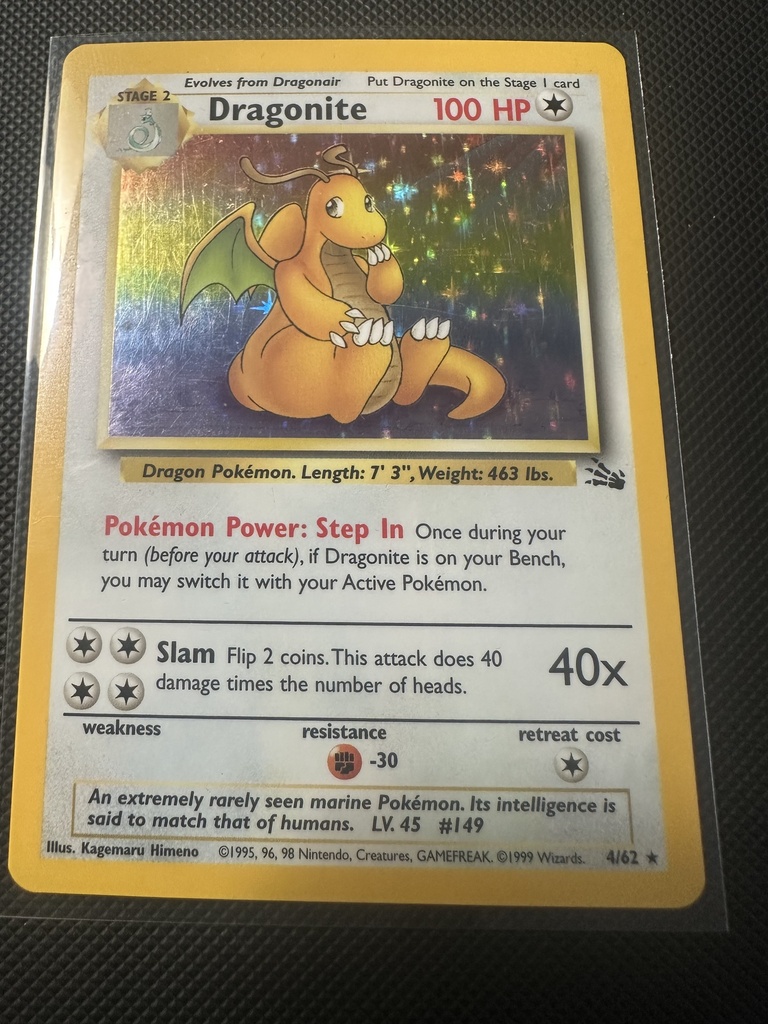 Evolves from Dragonair Put Dragonite on the Stage 1 card
STAGE 2
Dragonite 100 HP
Dragon Pokémon. Length: 7' 3", Weight: 463 lbs.
Pokémon Power: Step In Once during your
turn (before your attack), if Dragonite is on your Bench,
you may switch it with your Active Pokémon.
Slam Flip 2 coins. This attack does 40
damage times the number of heads.
40x
weakness resistance retreat cost
-30
An extremely rarely seen marine Pokémon. Its intelligence is
said to match that of humans. LV. 45 #149
Illus. Kagemaru Himeno ©1995, 96, 98 Nintendo, Creatures, GAMEFREAK. ©1999 Wizards. 4/62 ★